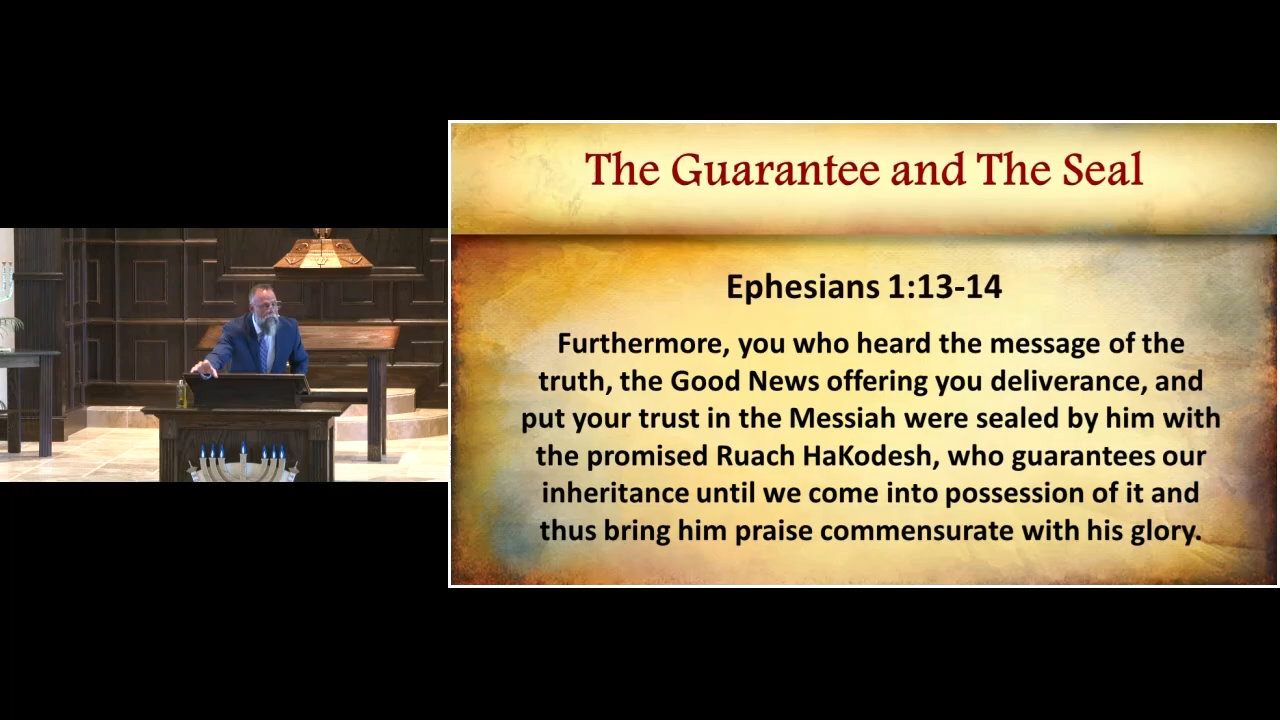 The Guarantee and The Seal
Ephesians 1:13-14
Furthermore, you who heard the message of the
truth, the Good News offering you deliverance, and
put your trust in the Messiah were sealed by him with
the promised Ruach HaKodesh, who guarantees our
inheritance until we come into possession of it and
thus bring him praise commensurate with his glory.